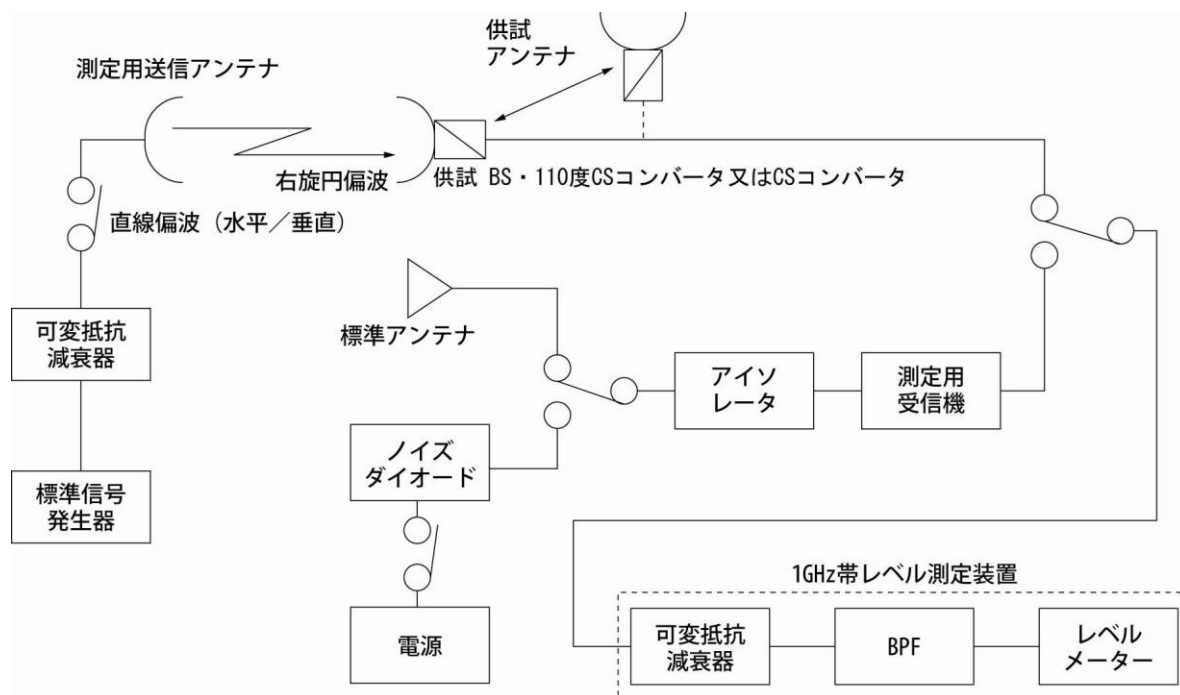 供試
アンテナ
測定用送信アンテナ
右旋円偏波
供試 BS・110度CSコンバータ又はCSコンバータ
直線偏波（水平／垂直）
標準アンテナ
可変抵抗
減衰器
アイソ
レータ
測定用
受信機
ノイズ
ダイオード
標準信号
発生器
1GHz帯レベル測定装置
電源
可変抵抗
減衰器
BPF
レベル
メーター